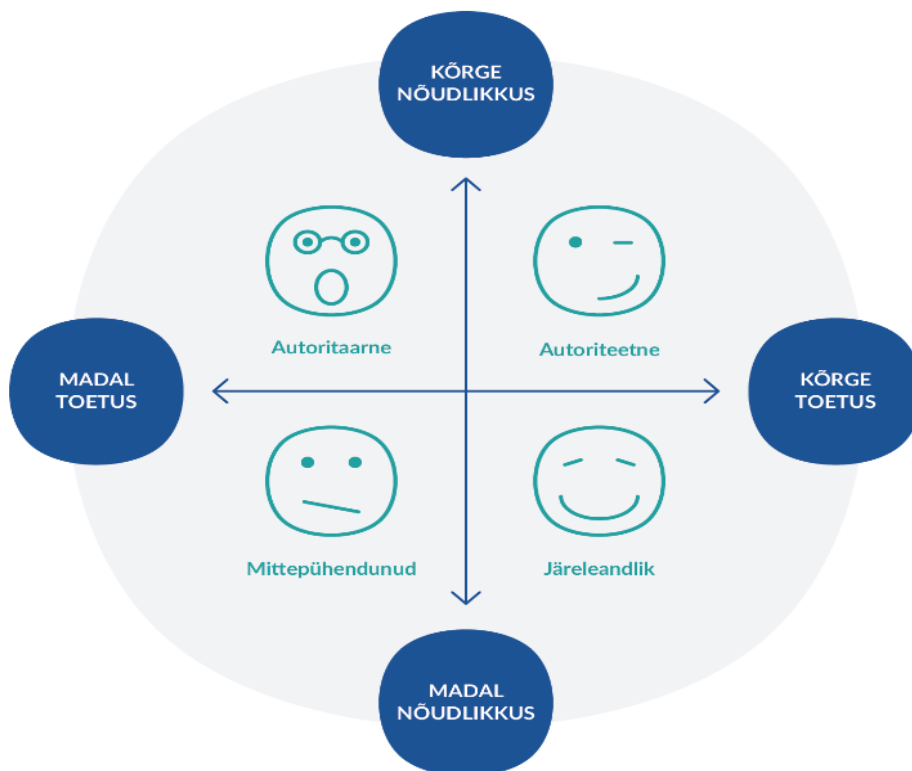 KÕRGE
NÕUDLIKKUS
Autoritaarne
Autoriteetne
MADAL
TOETUS
KÕRGE
TOETUS
Mittepühendunud
Järeleandlik
MADAL
NÕUDLIKKUS